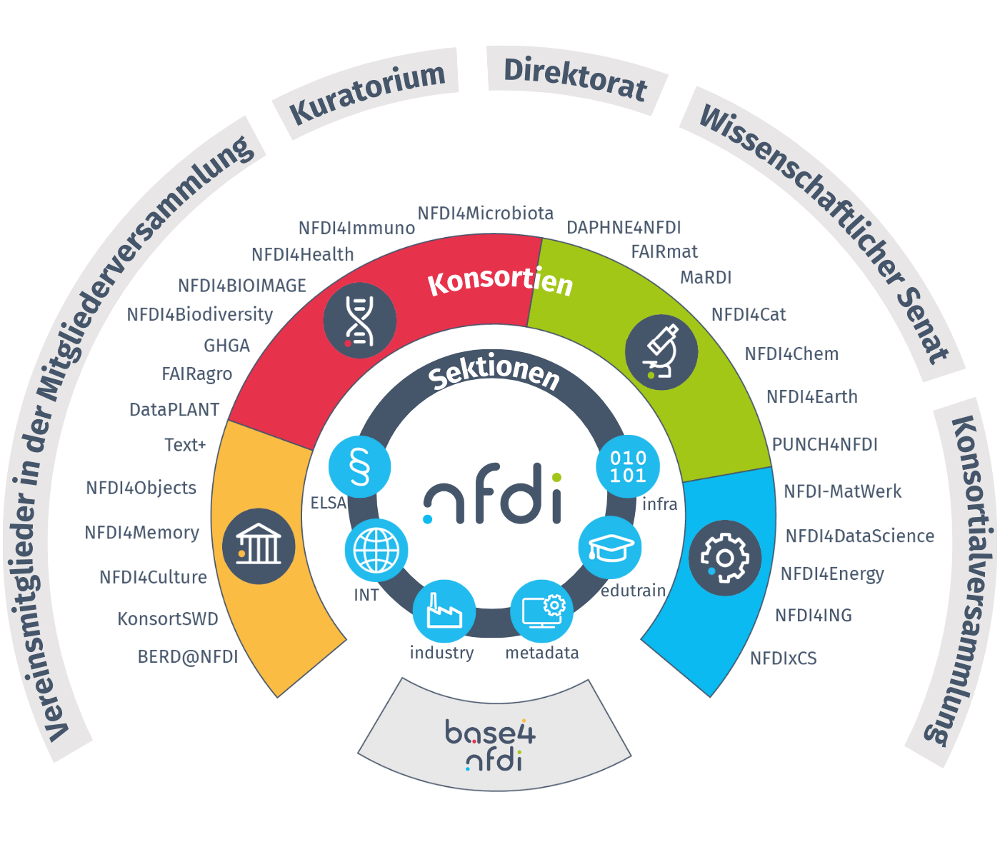 Vereinsmitglieder in der Mitgliederversammlung
Kuratorium
Direktorat
Wissenschaftlicher Senat
Konsortialversammlung
NFDI4Microbiota
NFDI4Immuno
NFDI4Health
NFDI4BIOIMAGE
NFDI4Biodiversity
GHGA
FAIRagro
DataPLANT
Text+
NFDI4Objects
NFDI4Memory
NFDI4Culture
KonsortSWD
BERD@NFDI
DAPHNE4NFDI
FAIRmat
MaRDI
NFDI4Cat
NFDI4Chem
NFDI4Earth
PUNCH4NFDI
NFDI-MatWerk
NFDI4DataScience
NFDI4Energy
NFDI4ING
NFDIxCS
Konsortien
Sektionen
§
ELSA
INT
industry
metadata
edutrain
010
101
infra
nfdi
base4
nfdi